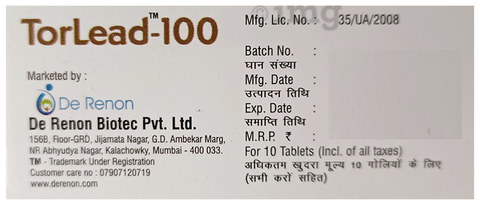 TorLead™-100
Marketed by :
De Renon
De Renon Biotec Pvt. Ltd.
156B, Floor-GRD, Jijamata Nagar, G.D. Ambekar Marg,
NR Abhyudya Nagar, Kalachowky, Mumbai - 400 033.
TM - Trademark Under Registration
Customer care no : 07907120719
www.derenon.com
1mg
Mfg. Lic. No. : 35/UA/2008
Batch No. :
घान संख्या
Mfg. Date :
उत्पादन तिथि
Exp. Date :
समाप्ति तिथि
M.R.P. ₹ :
For 10 Tablets (Incl. of all taxes)
अधिकतम खुदरा मूल्य 10 गोलियों के लिए
(सभी करों सहित)